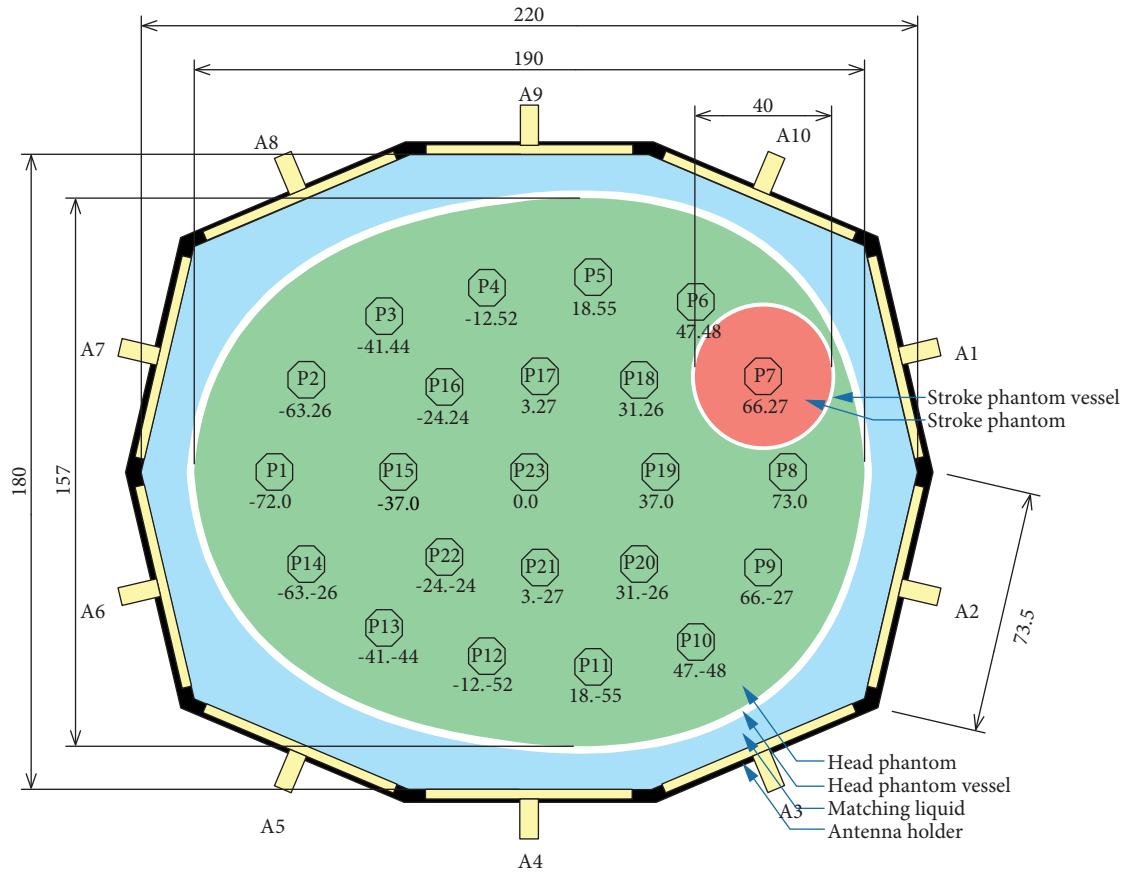 220
190
A9
40
A10
A8
P5
P4
18.55
-12.52
P6
47.48
P3
-41.44
A7
A1
P2
-63.26
P16
-24.24
P17
3.27
P18
31.26
P7
66.27
Stroke phantom vessel
Stroke phantom
180
157
P1
-72.0
P15
-37.0
P23
0.0
P19
37.0
P8
73.0
P14
-63.-26
P22
-24.-24
P21
3.-27
P20
31.-26
P9
66.-27
A6
A2
73.5
P13
-41.-44
P12
-12.-52
P11
18.-55
P10
47.-48
Head phantom
Head phantom vessel
Matching liquid
Antenna holder
A3
A5
A4